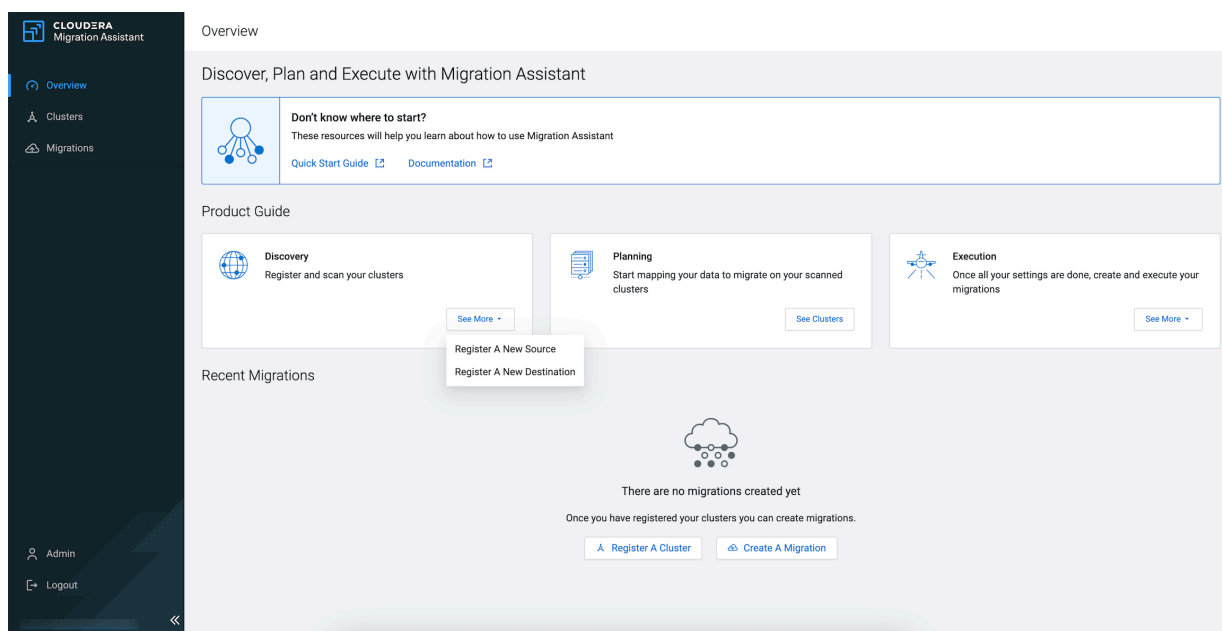 CLOUDERA
Migration Assistant
Overview
Clusters
Migrations
Admin
Logout
Overview
Discover, Plan and Execute with Migration Assistant
Don't know where to start?
These resources will help you learn about how to use Migration Assistant
Quick Start Guide
Documentation
Product Guide
Discovery
Register and scan your clusters
See More
Register A New Source
Register A New Destination
Planning
Start mapping your data to migrate on your scanned
clusters
See Clusters
Execution
Once all your settings are done, create and execute your
migrations
See More
Recent Migrations
There are no migrations created yet
Once you have registered your clusters you can create migrations.
Register A Cluster
Create A Migration